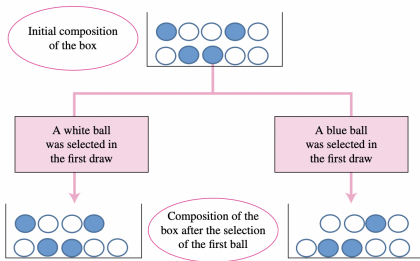 Initial composition
of the box
A white ball
was selected in
the first draw
A blue ball
was selected in
the first draw
Composition of the
box after the selection
of the first ball